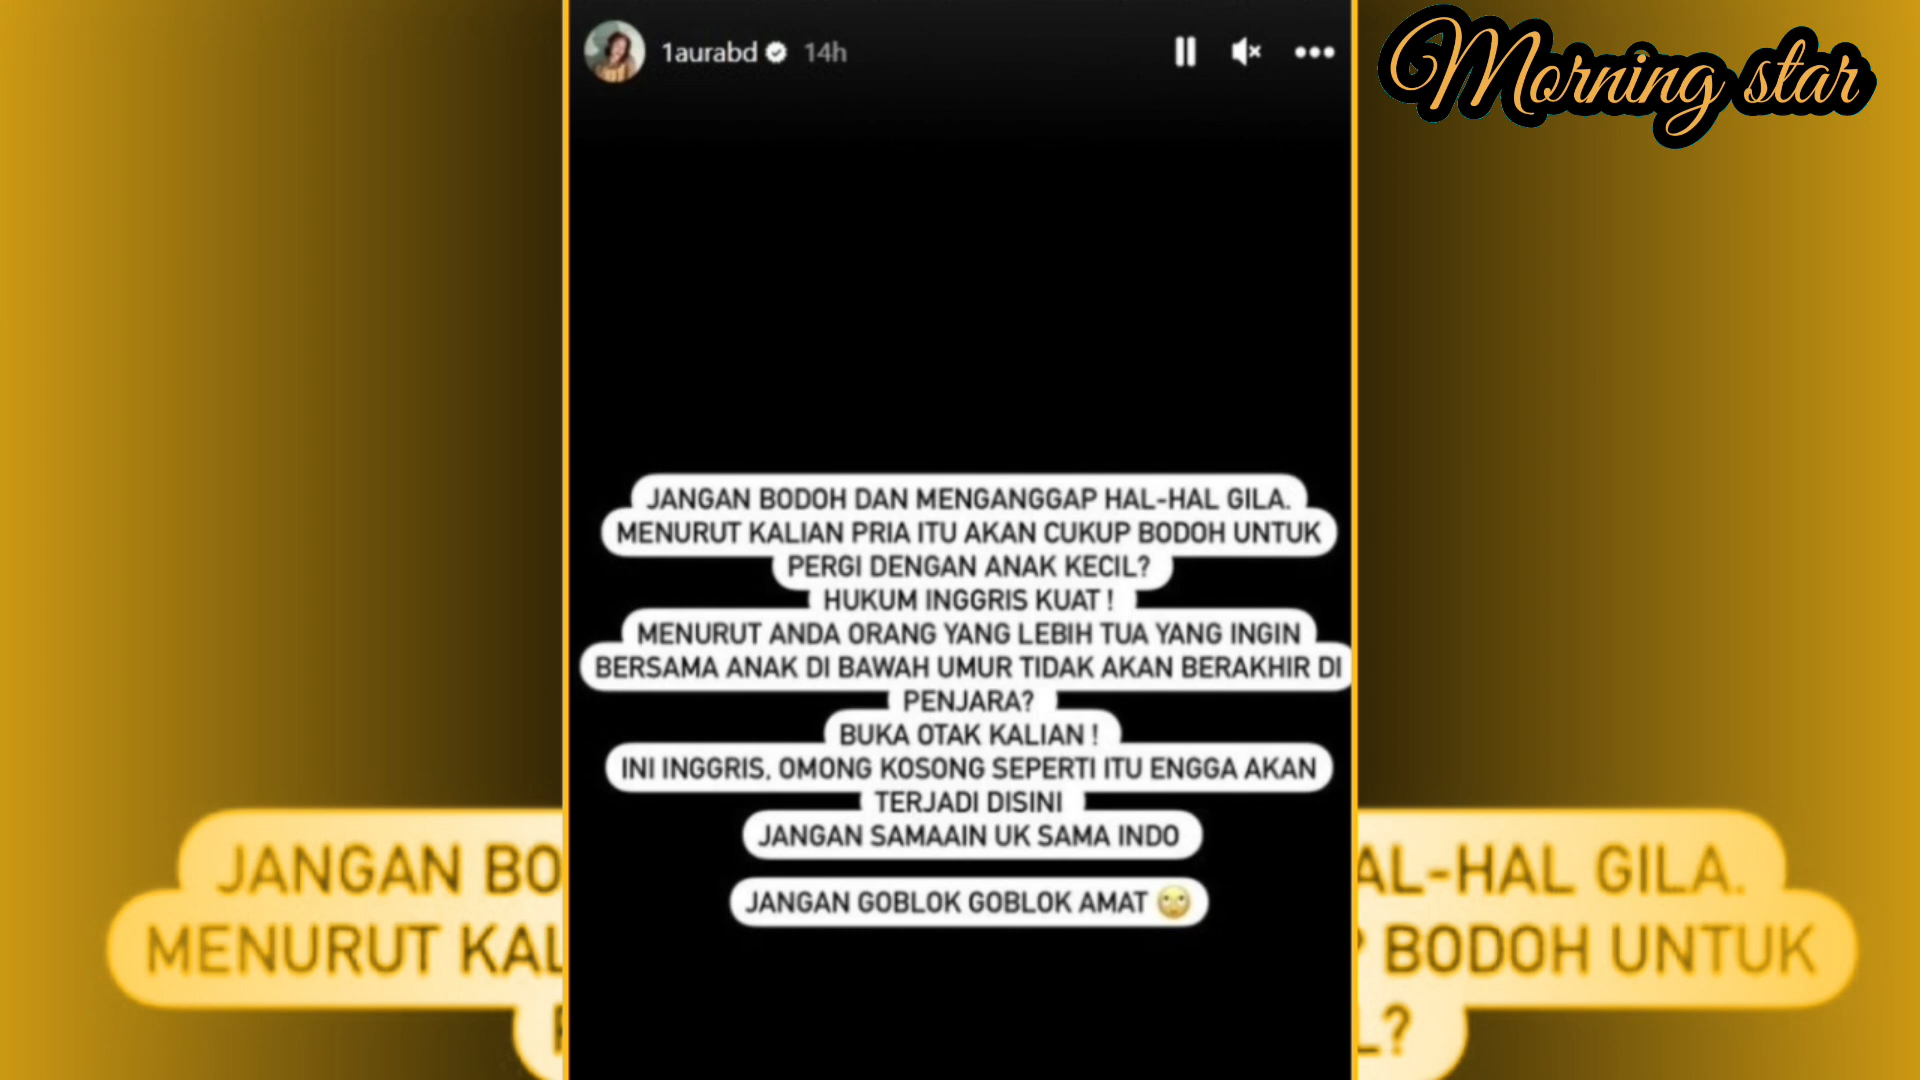 Morning star
1aurabd 14h
JANGAN BODOH DAN MENGANGGAP HAL-HAL GILA.
MENURUT KALIAN PRIA ITU AKAN CUKUP BODOH UNTUK
PERGI DENGAN ANAK KECIL?
HUKUM INGGRIS KUAT !
MENURUT ANDA ORANG YANG LEBIH TUA YANG INGIN
BERSAMA ANAK DI BAWAH UMUR TIDAK AKAN BERAKHIR DI
PENJARA?
BUKA OTAK KALIAN !
INI INGGRIS, OMONG KOSONG SEPERTI ITU ENGGA AKAN
TERJADI DISINI
JANGAN SAMAAIN UK SAMA INDO
JANGAN GOBLOK GOBLOK AMAT 🙄
JANGAN BO
AL-HAL GILA.
MENURUT KAL
BODOH UNTUK
L?